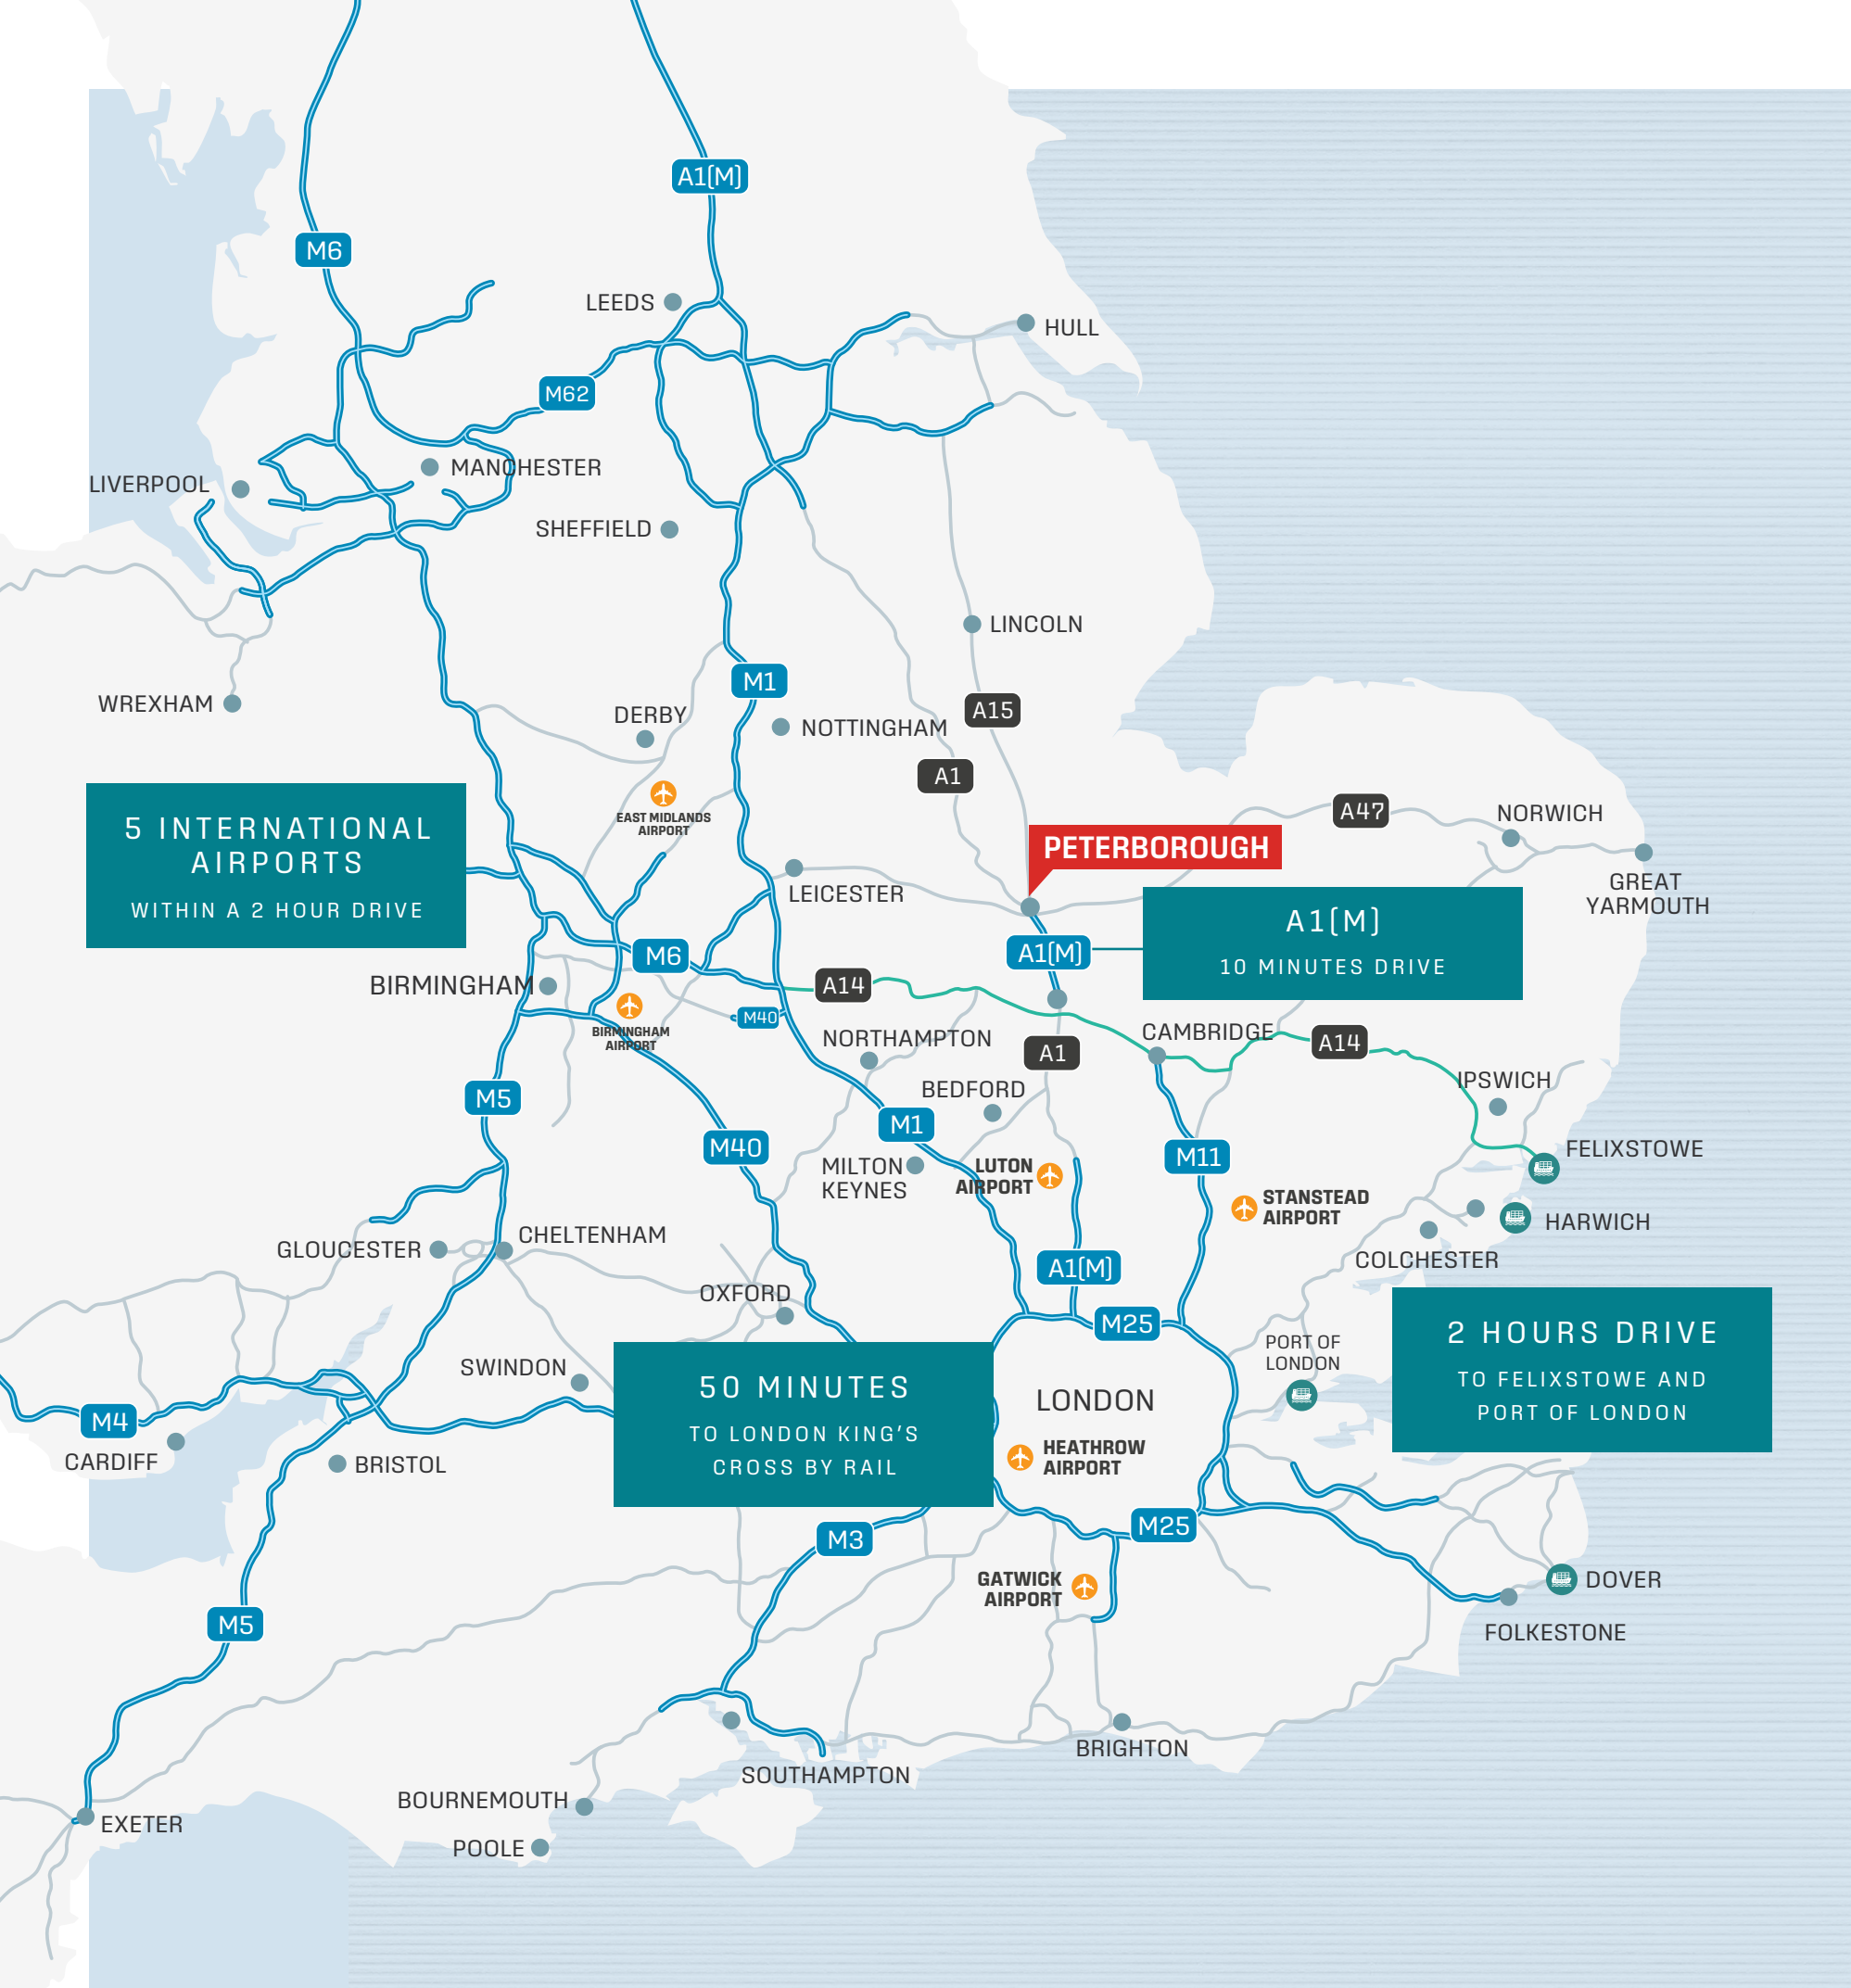 A1(M)
M6
LEEDS
HULL
M62
MANCHESTER
LIVERPOOL
SHEFFIELD
LINCOLN
M1
WREXHAM
A15
DERBY
NOTTINGHAM
A1
EAST MIDLANDS
AIRPORT
A47
NORWICH
5 INTERNATIONAL
AIRPORTS
WITHIN A 2 HOUR DRIVE
PETERBOROUGH
GREAT
YARMOUTH
LEICESTER
A1(M)
10 MINUTES DRIVE
A1(M)
M6
BIRMINGHAM
A14
M40
BIRMINGHAM
AIRPORT
NORTHAMPTON
A1
CAMBRIDGE
A14
IPSWICH
M5
BEDFORD
M1
M40
FELIXSTOWE
M11
MILTON
KEYNES
LUTON
AIRPORT
STANSTEAD
AIRPORT
HARWICH
GLOUCESTER
CHELTENHAM
COLCHESTER
A1(M)
OXFORD
M25
2 HOURS DRIVE
TO FELIXSTOWE AND
PORT OF LONDON
PORT OF
LONDON
SWINDON
50 MINUTES
TO LONDON KING'S
CROSS BY RAIL
LONDON
M4
CARDIFF
BRISTOL
HEATHROW
AIRPORT
M3
M25
GATWICK
AIRPORT
DOVER
M5
FOLKESTONE
BRIGHTON
SOUTHAMPTON
BOURNEMOUTH
EXETER
POOLE